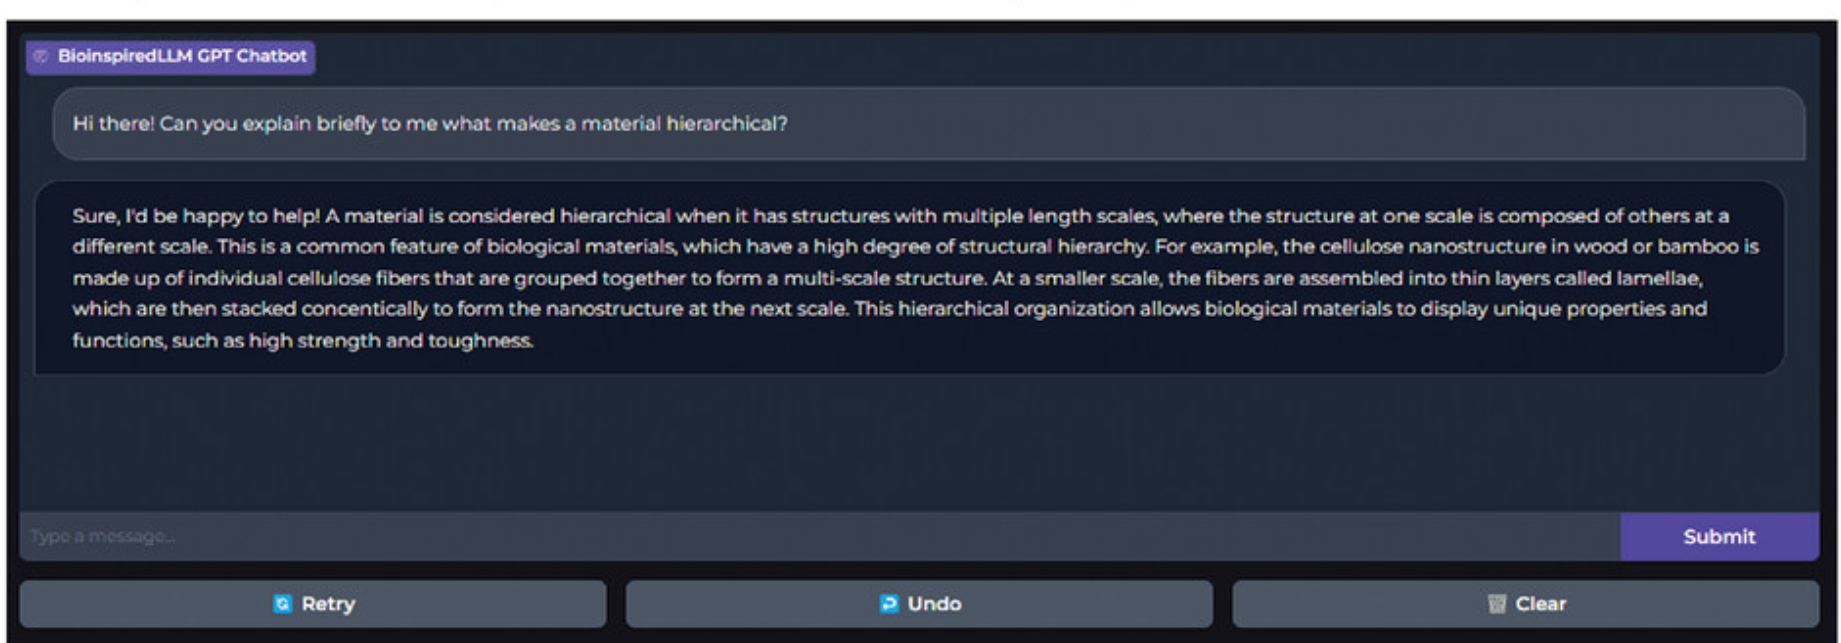 BioinspiredLLM GPT Chatbot
Hi there! Can you explain briefly to me what makes a material hierarchical?
Sure, I'd be happy to help! A material is considered hierarchical when it has structures with multiple length scales, where the structure at one scale is composed of others at a
different scale. This is a common feature of biological materials, which have a high degree of structural hierarchy. For example, the cellulose nanostructure in wood or bamboo is
made up of individual cellulose fibers that are grouped together to form a multi-scale structure. At a smaller scale, the fibers are assembled into thin layers called lamellae,
which are then stacked concentically to form the nanostructure at the next scale. This hierarchical organization allows biological materials to display unique properties and
functions, such as high strength and toughness.
Type a message...
Submit
Retry
Undo
Clear